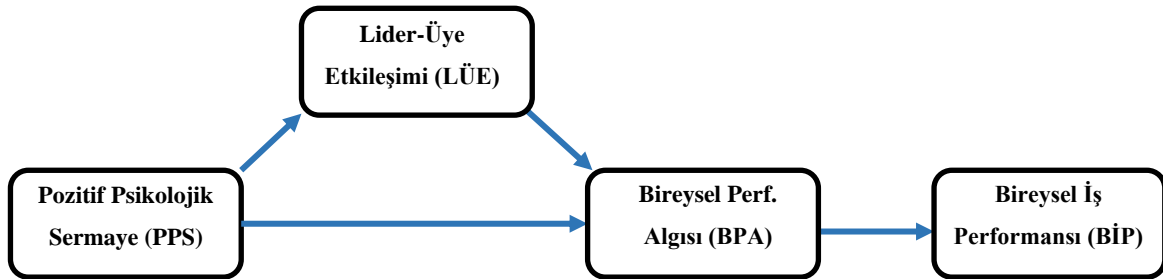 Lider-Üye
Etkileşimi (LÜE)
Pozitif Psikolojik
Sermaye (PPS)
Bireysel Perf.
Algısı (BPA)
Bireysel İş
Performansı (BİP)